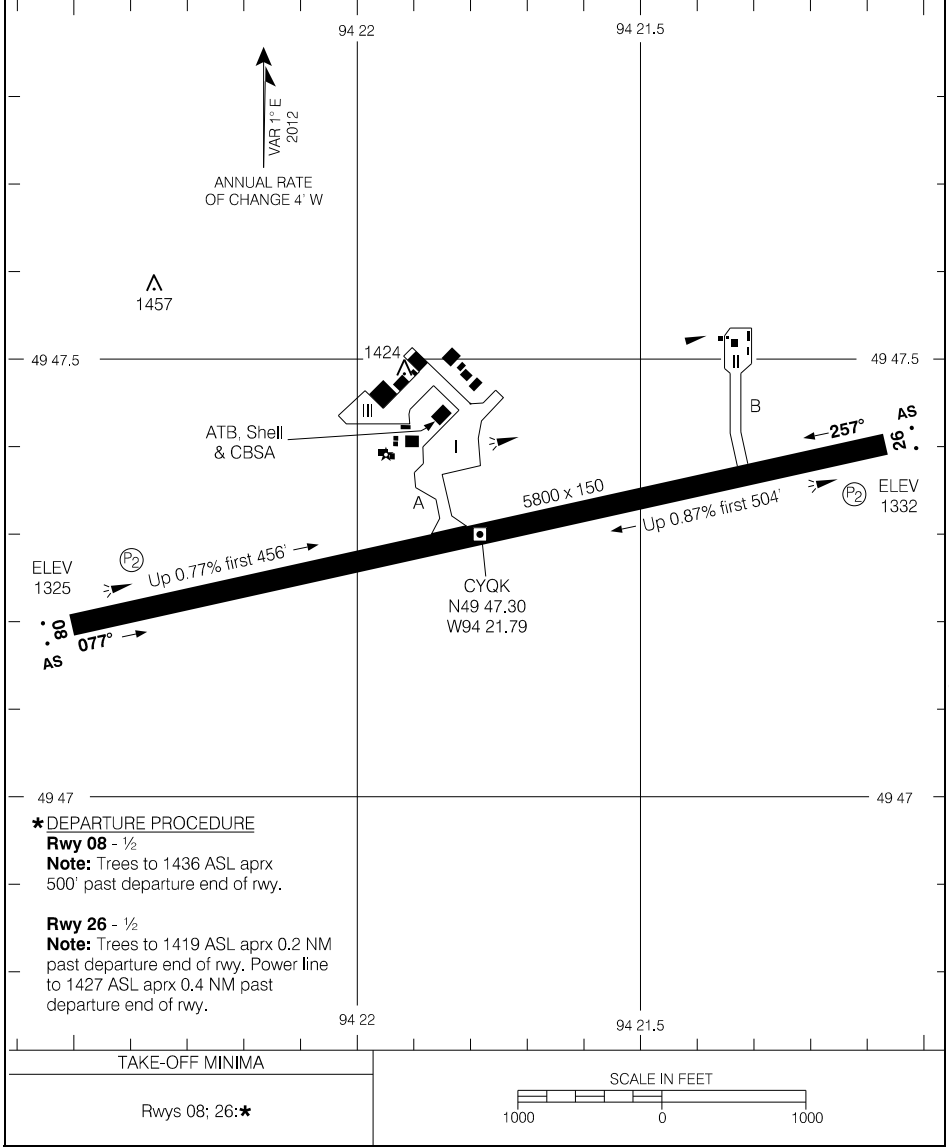 94 22
94 21.5
VAR 1° E
2012
ANNUAL RATE
OF CHANGE 4' W
1457
49 47.5
1424
49 47.5
III
II
ATB, Shell
& CBSA
I
B
A
AS
26
257°
5800 x 150
Up 0.87% first 504'
P2
ELEV
1332
P2
Up 0.77% first 456'
ELEV
1325
CYQK
N49 47.30
W94 21.79
08
077°
AS
49 47
49 47
*DEPARTURE PROCEDURE
Rwy 08 - ½
Note: Trees to 1436 ASL aprx
500' past departure end of rwy.
Rwy 26 - ½
Note: Trees to 1419 ASL aprx 0.2 NM
past departure end of rwy. Power line
to 1427 ASL aprx 0.4 NM past
departure end of rwy.
94 22
94 21.5
TAKE-OFF MINIMA
Rwys 08; 26:*
SCALE IN FEET
1000 0 1000